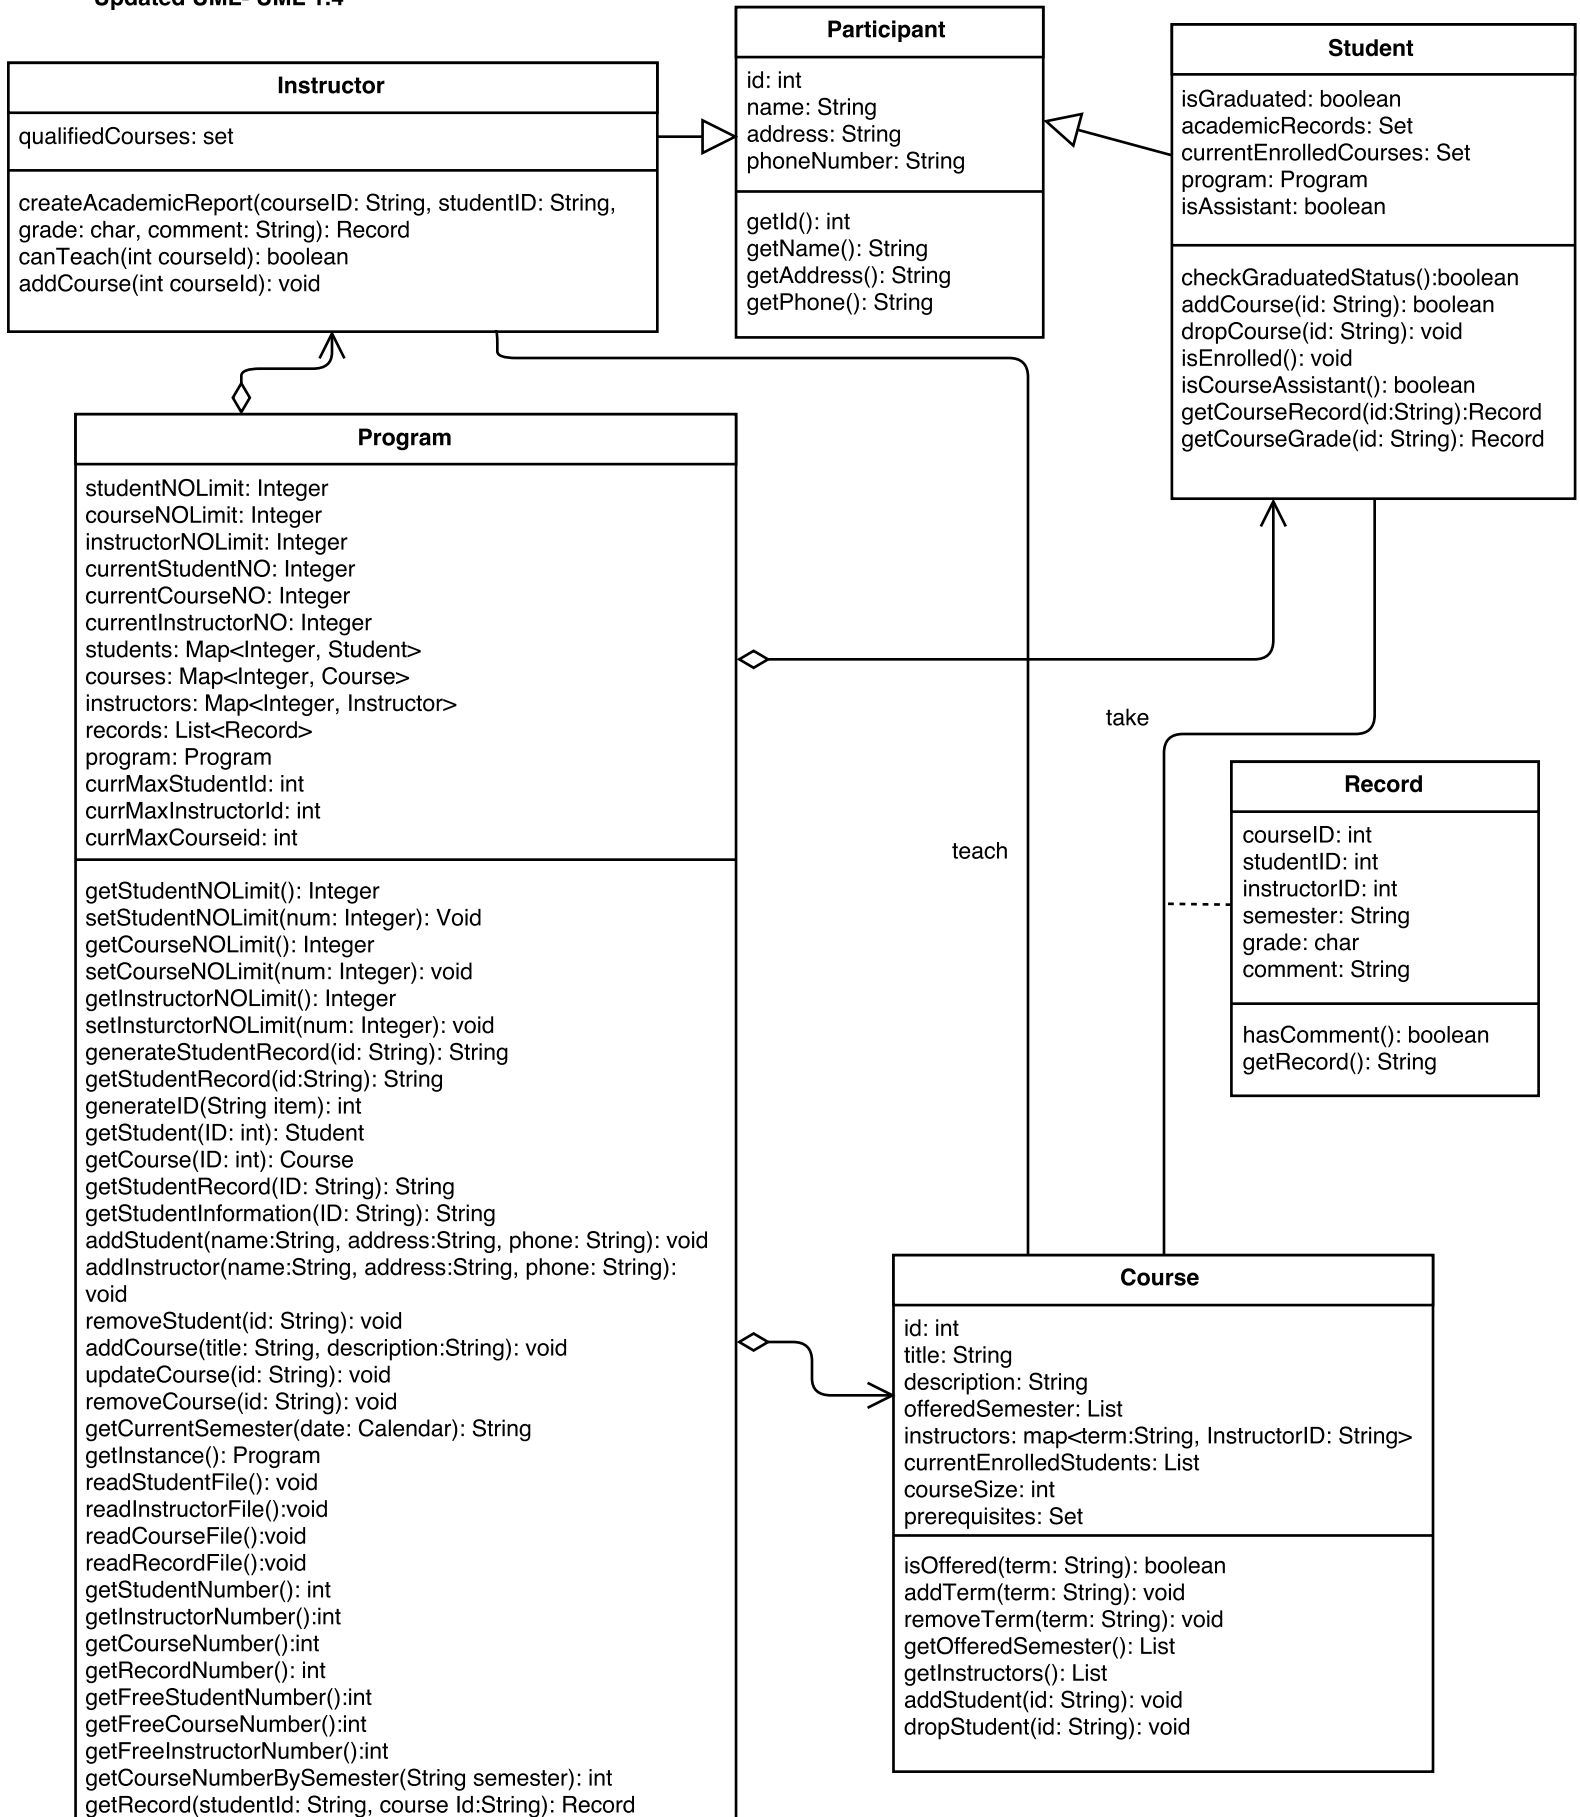 Updated UML- UML 1.4
Participant
id: int
name: String
address: String
phoneNumber: String
getId(): int
getName(): String
getAddress(): String
getPhone(): String
Student
isGraduated: boolean
academicRecords: Set
currentEnrolledCourses: Set
program: Program
isAssistant: boolean
checkGraduatedStatus():boolean
addCourse(id: String): boolean
dropCourse(id: String): void
isEnrolled(): void
isCourseAssistant(): boolean
getCourseRecord(id:String):Record
getCourseGrade(id: String): Record
Instructor
qualifiedCourses: set
createAcademicReport(courseID: String, studentID: String,
grade: char, comment: String): Record
canTeach(int courseId): boolean
addCourse(int courseId): void
Program
studentNOLimit: Integer
courseNOLimit: Integer
instructorNOLimit: Integer
currentStudentNO: Integer
currentCourseNO: Integer
currentInstructorNO: Integer
students: Map<Integer, Student>
courses: Map<Integer, Course>
instructors: Map<Integer, Instructor>
records: List<Record>
program: Program
currMaxStudentId: int
currMaxInstructorId: int
currMaxCourseid: int
getStudentNOLimit(): Integer
setStudentNOLimit(num: Integer): Void
getCourseNOLimit(): Integer
setCourseNOLimit(num: Integer): void
getInstructorNOLimit(): Integer
setInsturctorNOLimit(num: Integer): void
generateStudentRecord(id: String): String
getStudentRecord(id:String): String
generateID(String item): int
getStudent(ID: int): Student
getCourse(ID: int): Course
getStudentRecord(ID: String): String
getStudentInformation(ID: String): String
addStudent(name:String, address:String, phone: String): void
addInstructor(name:String, address:String, phone: String):
void
removeStudent(id: String): void
addCourse(title: String, description:String): void
updateCourse(id: String): void
removeCourse(id: String): void
getCurrentSemester(date: Calendar): String
getInstance(): Program
readStudentFile(): void
readInstructorFile():void
readCourseFile():void
readRecordFile():void
getStudentNumber(): int
getInstructorNumber():int
getCourseNumber():int
getRecordNumber(): int
getFreeStudentNumber():int
getFreeCourseNumber():int
getFreeInstructorNumber():int
getCourseNumberBySemester(String semester): int
getRecord(studentId: String, course Id:String): Record
take
teach
Record
courseID: int
studentID: int
instructorID: int
semester: String
grade: char
comment: String
hasComment(): boolean
getRecord(): String
Course
id: int
title: String
description: String
offeredSemester: List
instructors: map<term:String, InstructorID: String>
currentEnrolledStudents: List
courseSize: int
prerequisites: Set
isOffered(term: String): boolean
addTerm(term: String): void
removeTerm(term: String): void
getOfferedSemester(): List
getInstructors(): List
addStudent(id: String): void
dropStudent(id: String): void